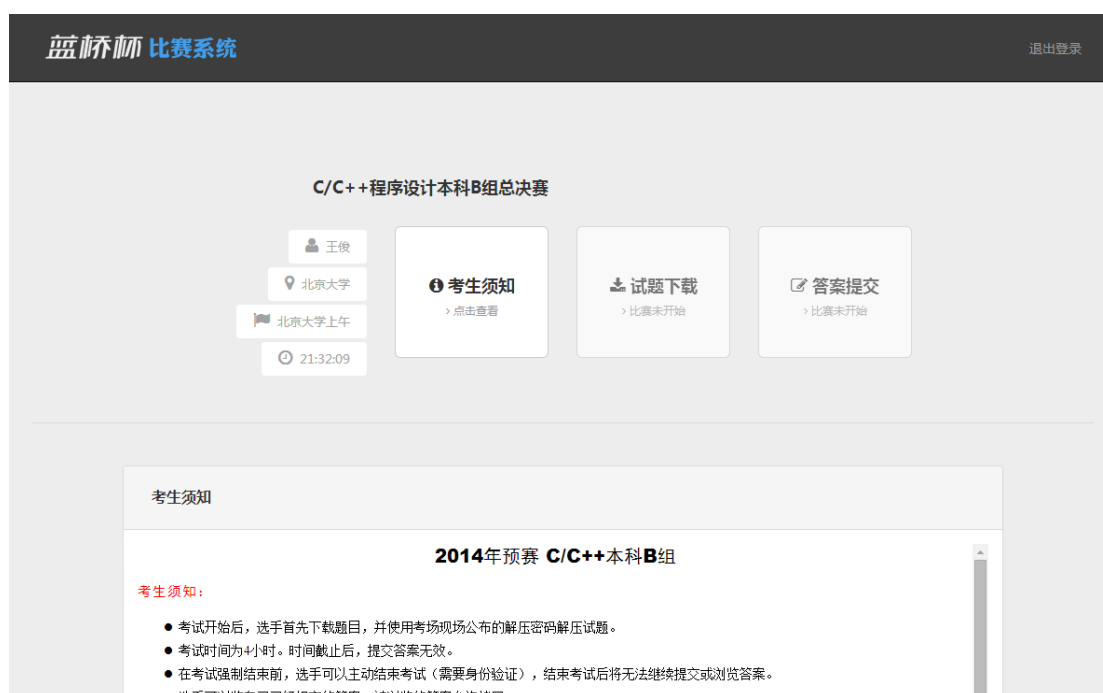 蓝桥杯 比赛系统
退出登录
C/C++程序设计本科B组总决赛
王俊
北京大学
北京大学上午
21:32:09
考生须知
› 点击查看
试题下载
› 比赛未开始
答案提交
› 比赛未开始
考生须知
2014年预赛 C/C++本科B组
考生须知：
● 考试开始后，选手首先下载题目，并使用考场现场公布的解压密码解压试题。
● 考试时间为4小时。时间截止后，提交答案无效。
● 在考试强制结束前，选手可以主动结束考试（需要身份验证），结束考试后将无法继续提交或浏览答案。